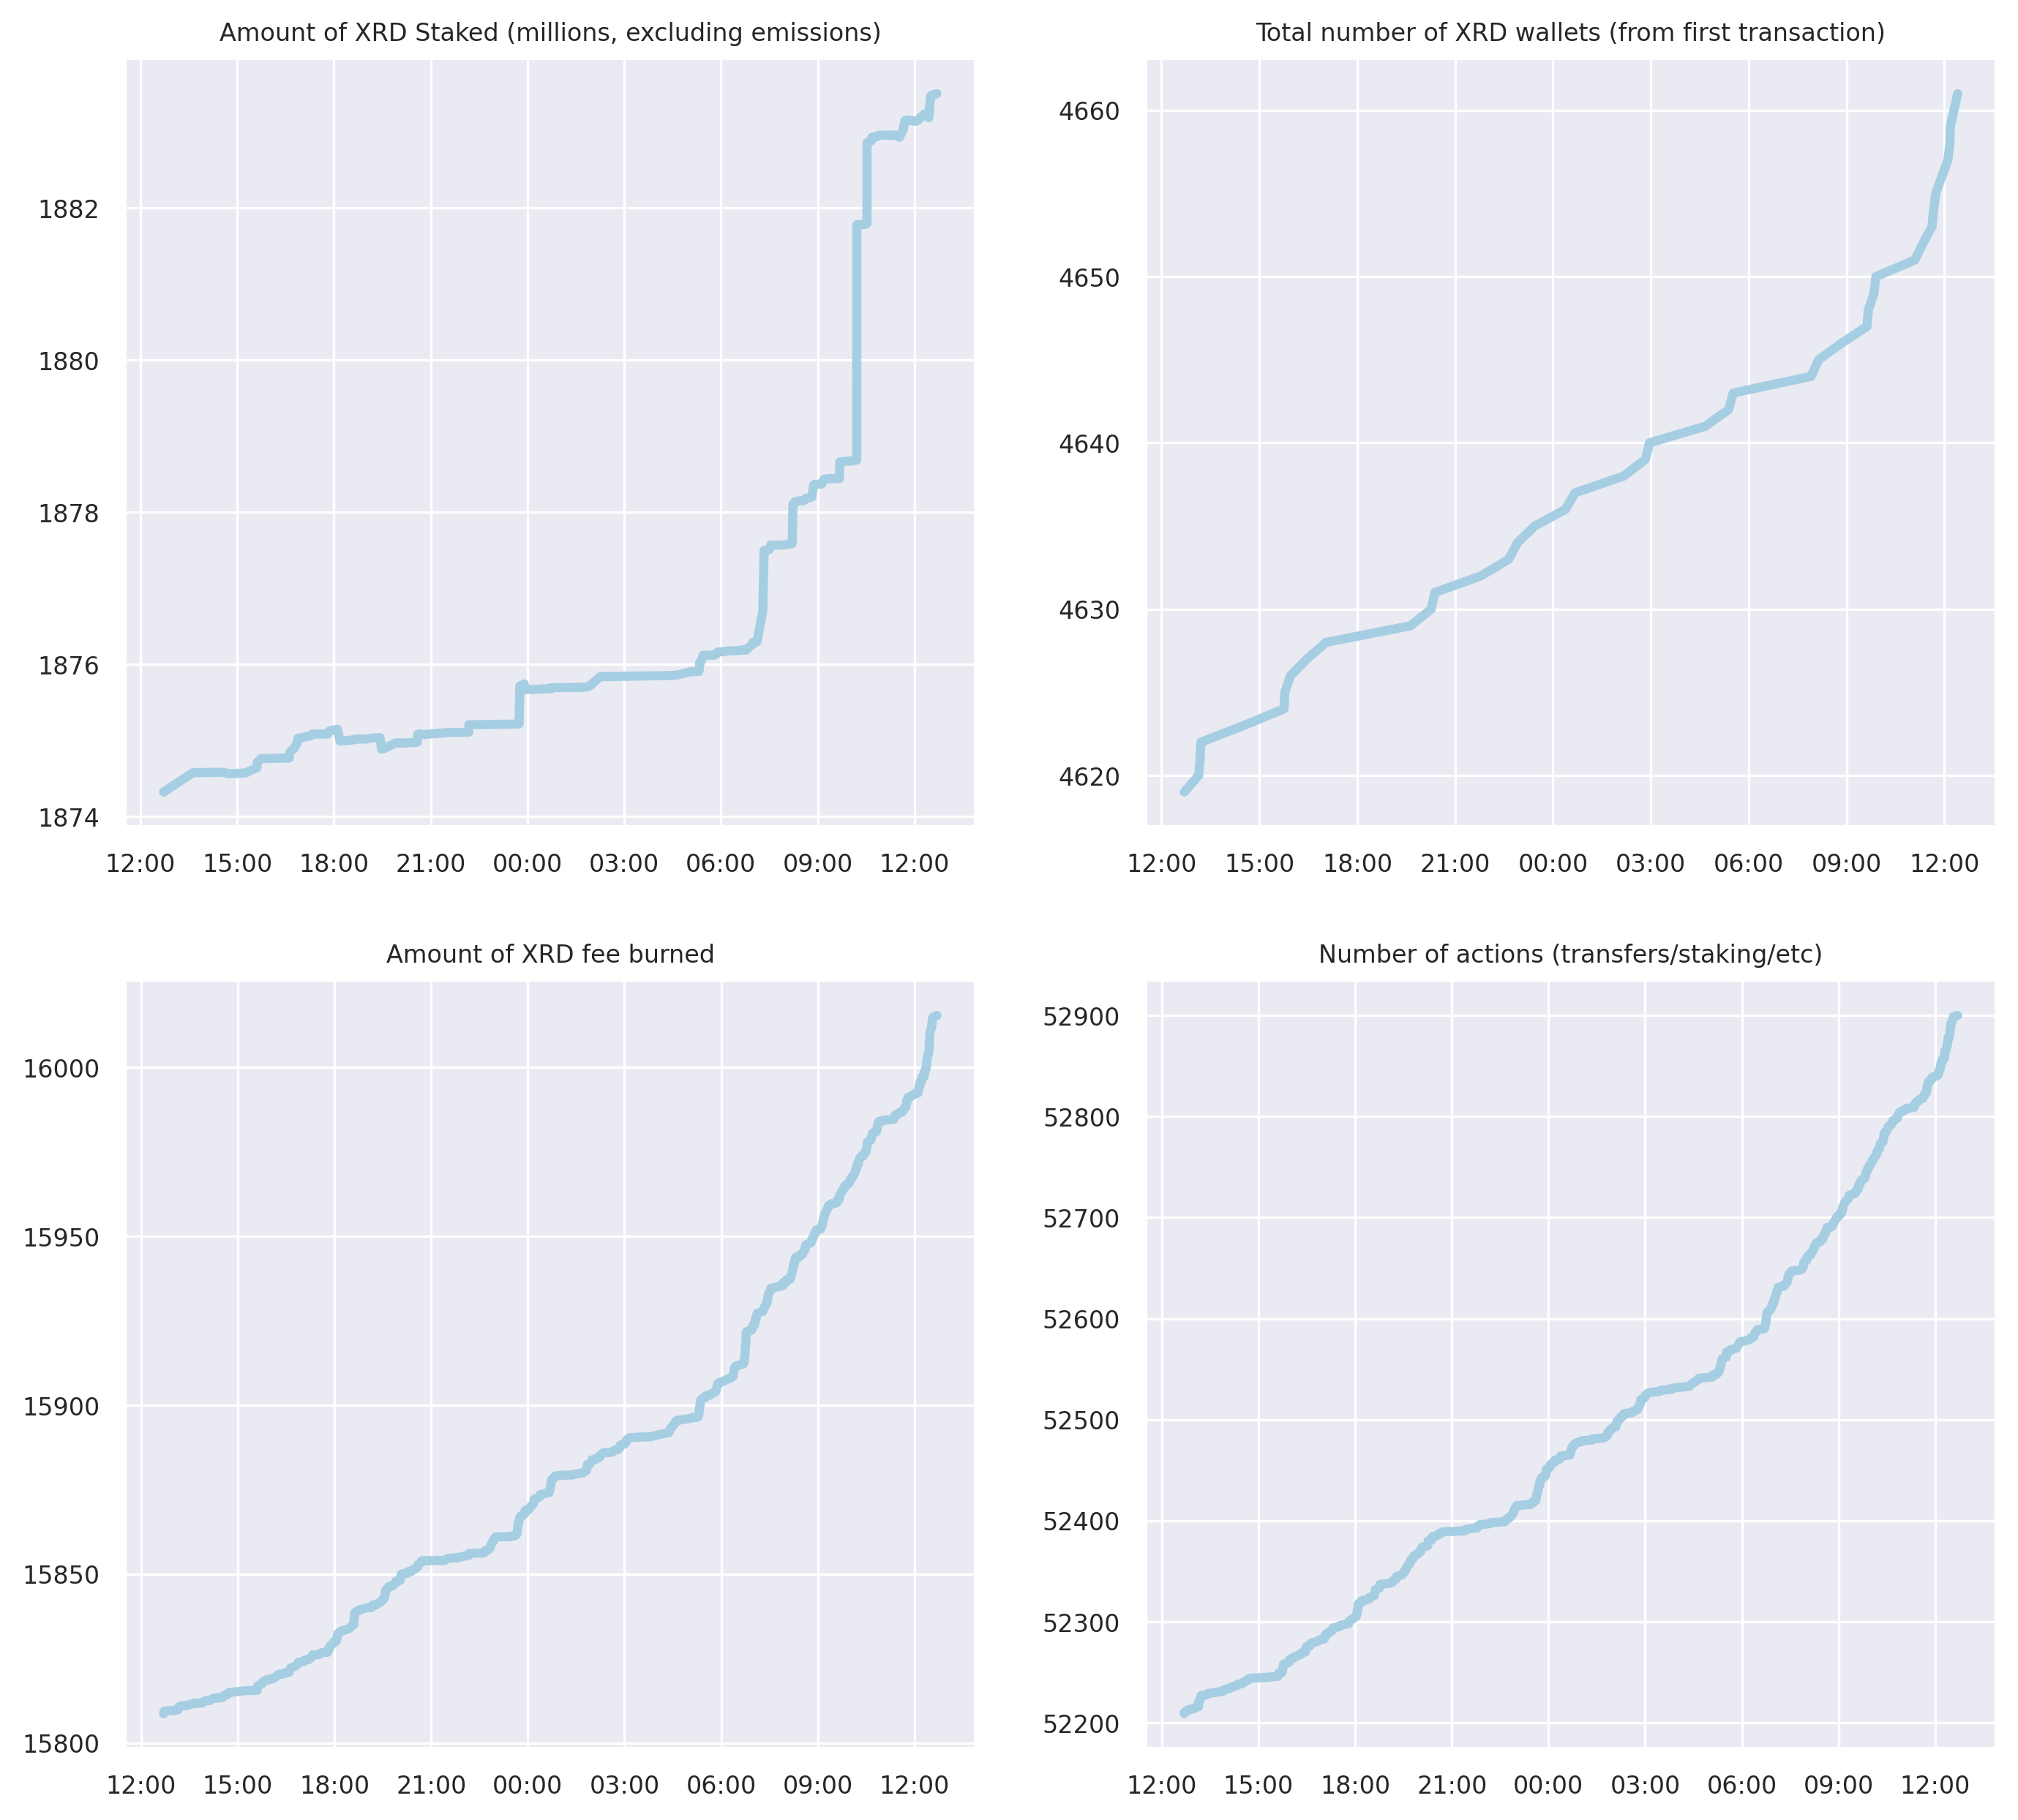 Amount of XRD Staked (millions, excluding emissions)
1882
1880
1878
1876
1874
12:00 15:00 18:00 21:00 00:00 03:00 06:00 09:00 12:00
Total number of XRD wallets (from first transaction)
4660
4650
4640
4630
4620
12:00 15:00 18:00 21:00 00:00 03:00 06:00 09:00 12:00
Amount of XRD fee burned
16000
15950
15900
15850
15800
12:00 15:00 18:00 21:00 00:00 03:00 06:00 09:00 12:00
Number of actions (transfers/staking/etc)
52900
52800
52700
52600
52500
52400
52300
52200
12:00 15:00 18:00 21:00 00:00 03:00 06:00 09:00 12:00